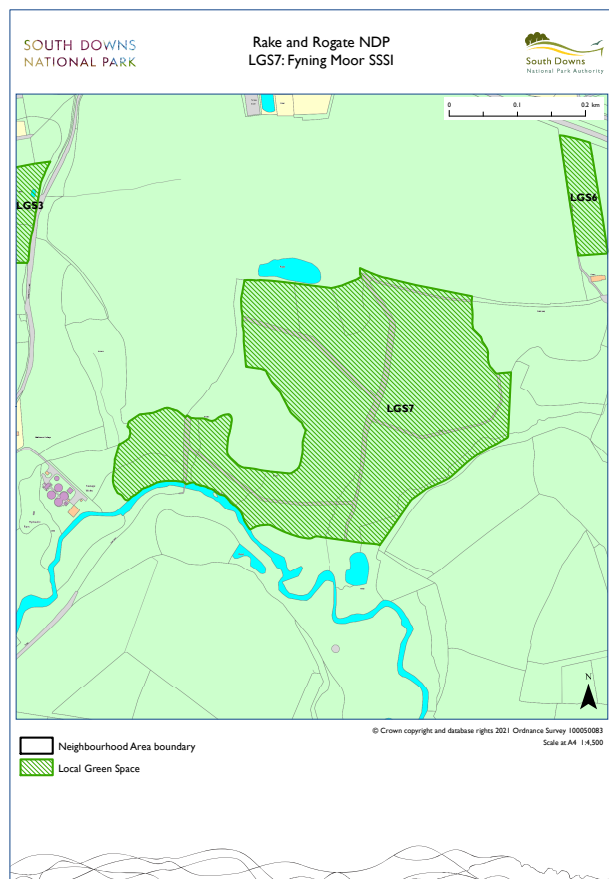 SOUTH DOWNS
NATIONAL PARK
Rake and Rogate NDP
LGS7: Fyning Moor SSSI
South Downs
National Park Authority
0 0.1 0.2 km
LGS3
LGS6
LGS7
N
© Crown copyright and database rights 2021 Ordnance Survey 100050083
Scale at A4 1:4,500
Neighbourhood Area boundary
Local Green Space